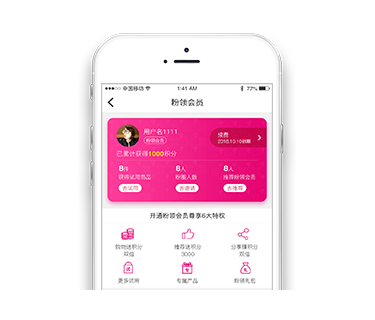 中国移动 1:41 AM 72%
粉领会员
用户名1111
粉领会员
续费
2018.10.10到期
已累计获得1000积分
8件 8人 8人
获得试用商品 粉圈人数 推荐粉领会员
去试用 去邀请 去推荐
开通粉领会员尊享6大特权
购物送积分 推荐送积分 分享赚积分
双倍 3000 双倍
更多试用 专属产品 粉领礼包